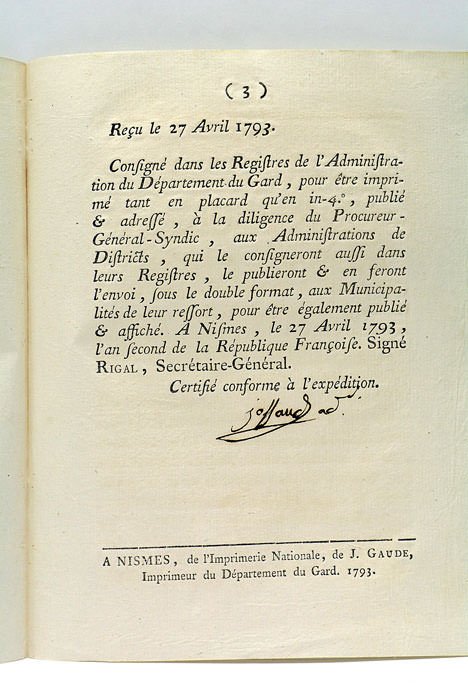 ( 3 )
Reçu le 27 Avril 1793.
Conſigné dans les Regiſtres de l'Adminiſtra-
tion du Département du Gard , pour être impri-
mé tant en placard qu'en in-4.º , publié
& adreſſé , à la diligence du Procureur-
Général-Syndic , aux Adminiſtrations de
Diſtricts , qui le conſigneront auſſi dans
leurs Regiſtres , le publieront & en feront
l'envoi , ſous le double format , aux Municipa-
lités de leur reſſort , pour être également publié
& affiché. A Niſmes , le 27 Avril 1793 ,
l'an ſecond de la République Françoiſe. Signé
RIGAL , Secrétaire-Général.
Certifié conforme à l'expédition.
A NISMES, de l'Imprimerie Nationale, de J. GAUDE,
Imprimeur du Département du Gard. 1793.